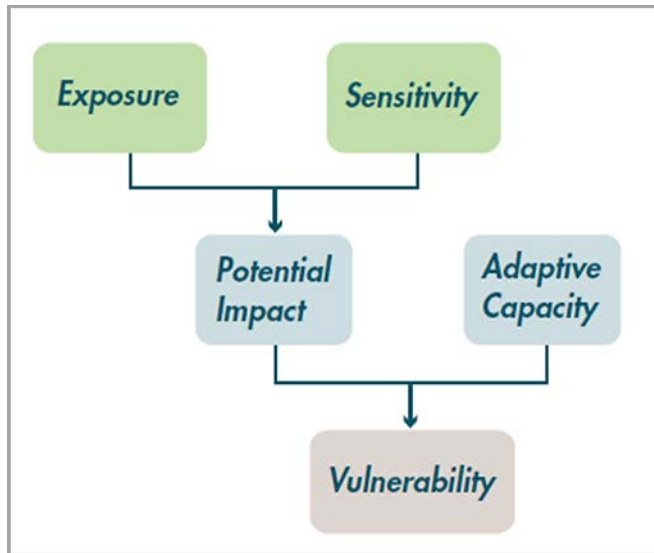 Exposure
Sensitivity
Potential
Impact
Adaptive
Capacity
Vulnerability